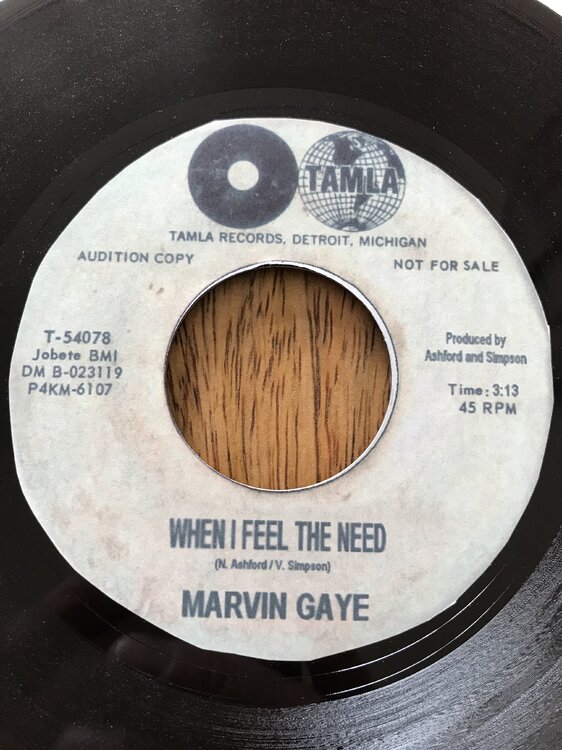 TAMLA
TAMLA RECORDS, DETROIT, MICHIGAN
AUDITION COPY
NOT FOR SALE
T-54078
Jobete BMI
DM B-023119
P4KM-6107
Produced by
Ashford and Simpson
Time: 3:13
45 RPM
WHEN I FEEL THE NEED
(N. Ashford / V. Simpson)
MARVIN GAYE